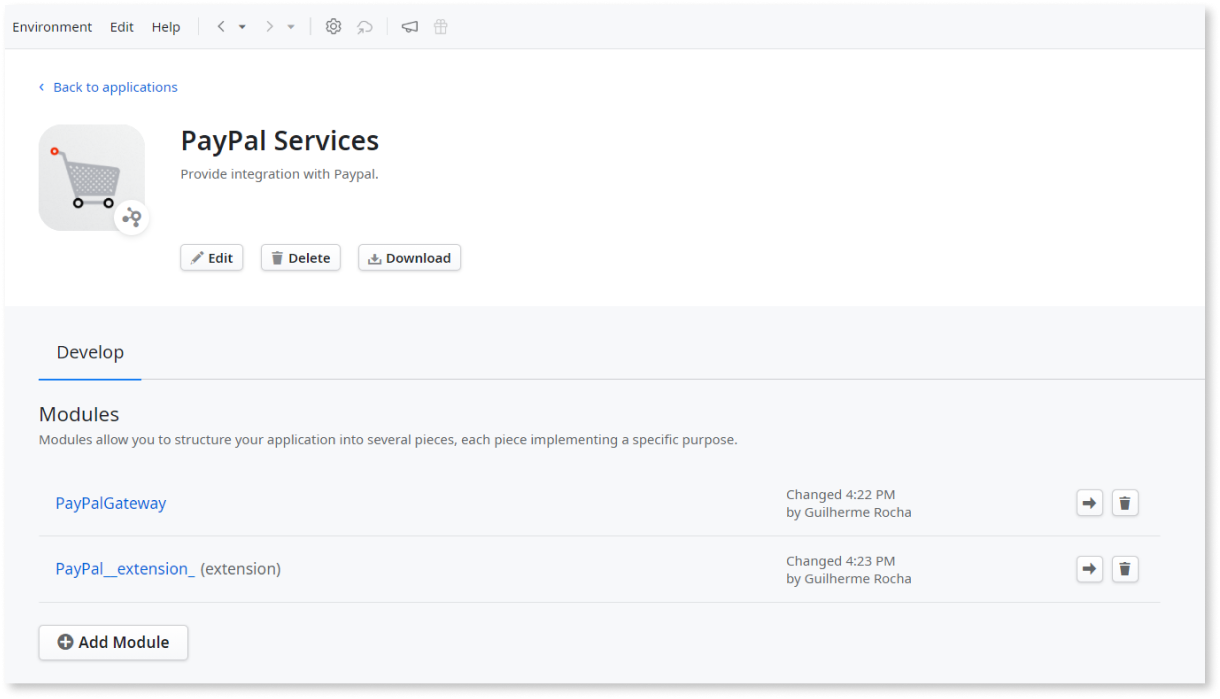 Environment Edit Help
Back to applications
PayPal Services
Provide integration with Paypal.
Edit Delete Download
Develop
Modules
Modules allow you to structure your application into several pieces, each piece implementing a specific purpose.
PayPalGateway
Changed 4:22 PM
by Guilherme Rocha
PayPal__extension_ (extension)
Changed 4:23 PM
by Guilherme Rocha
Add Module